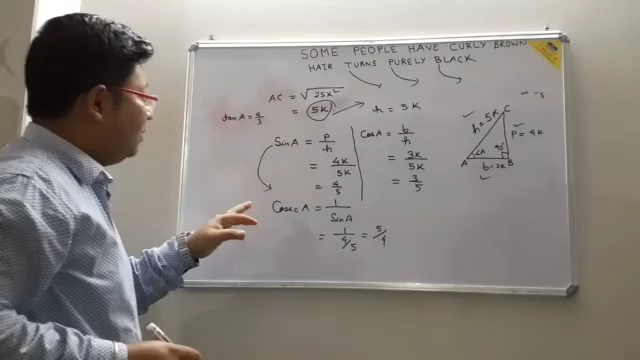 SOME PEOPLE HAVE CURLY BROWN
HAIR TURNS PURELY BLACK
AC = √25K²
tan A = 4/3
= 5K → h = 5K
Sin A = P/h
= 4K/5K
= 4/5
Cosec A = 1/Sin A
= 1/4/5 = 5/4
Cos A = b/h
= 3K/5K
= 3/5
C
h = 5K
P = 4K
∠A
90°
A
B
b = 3K